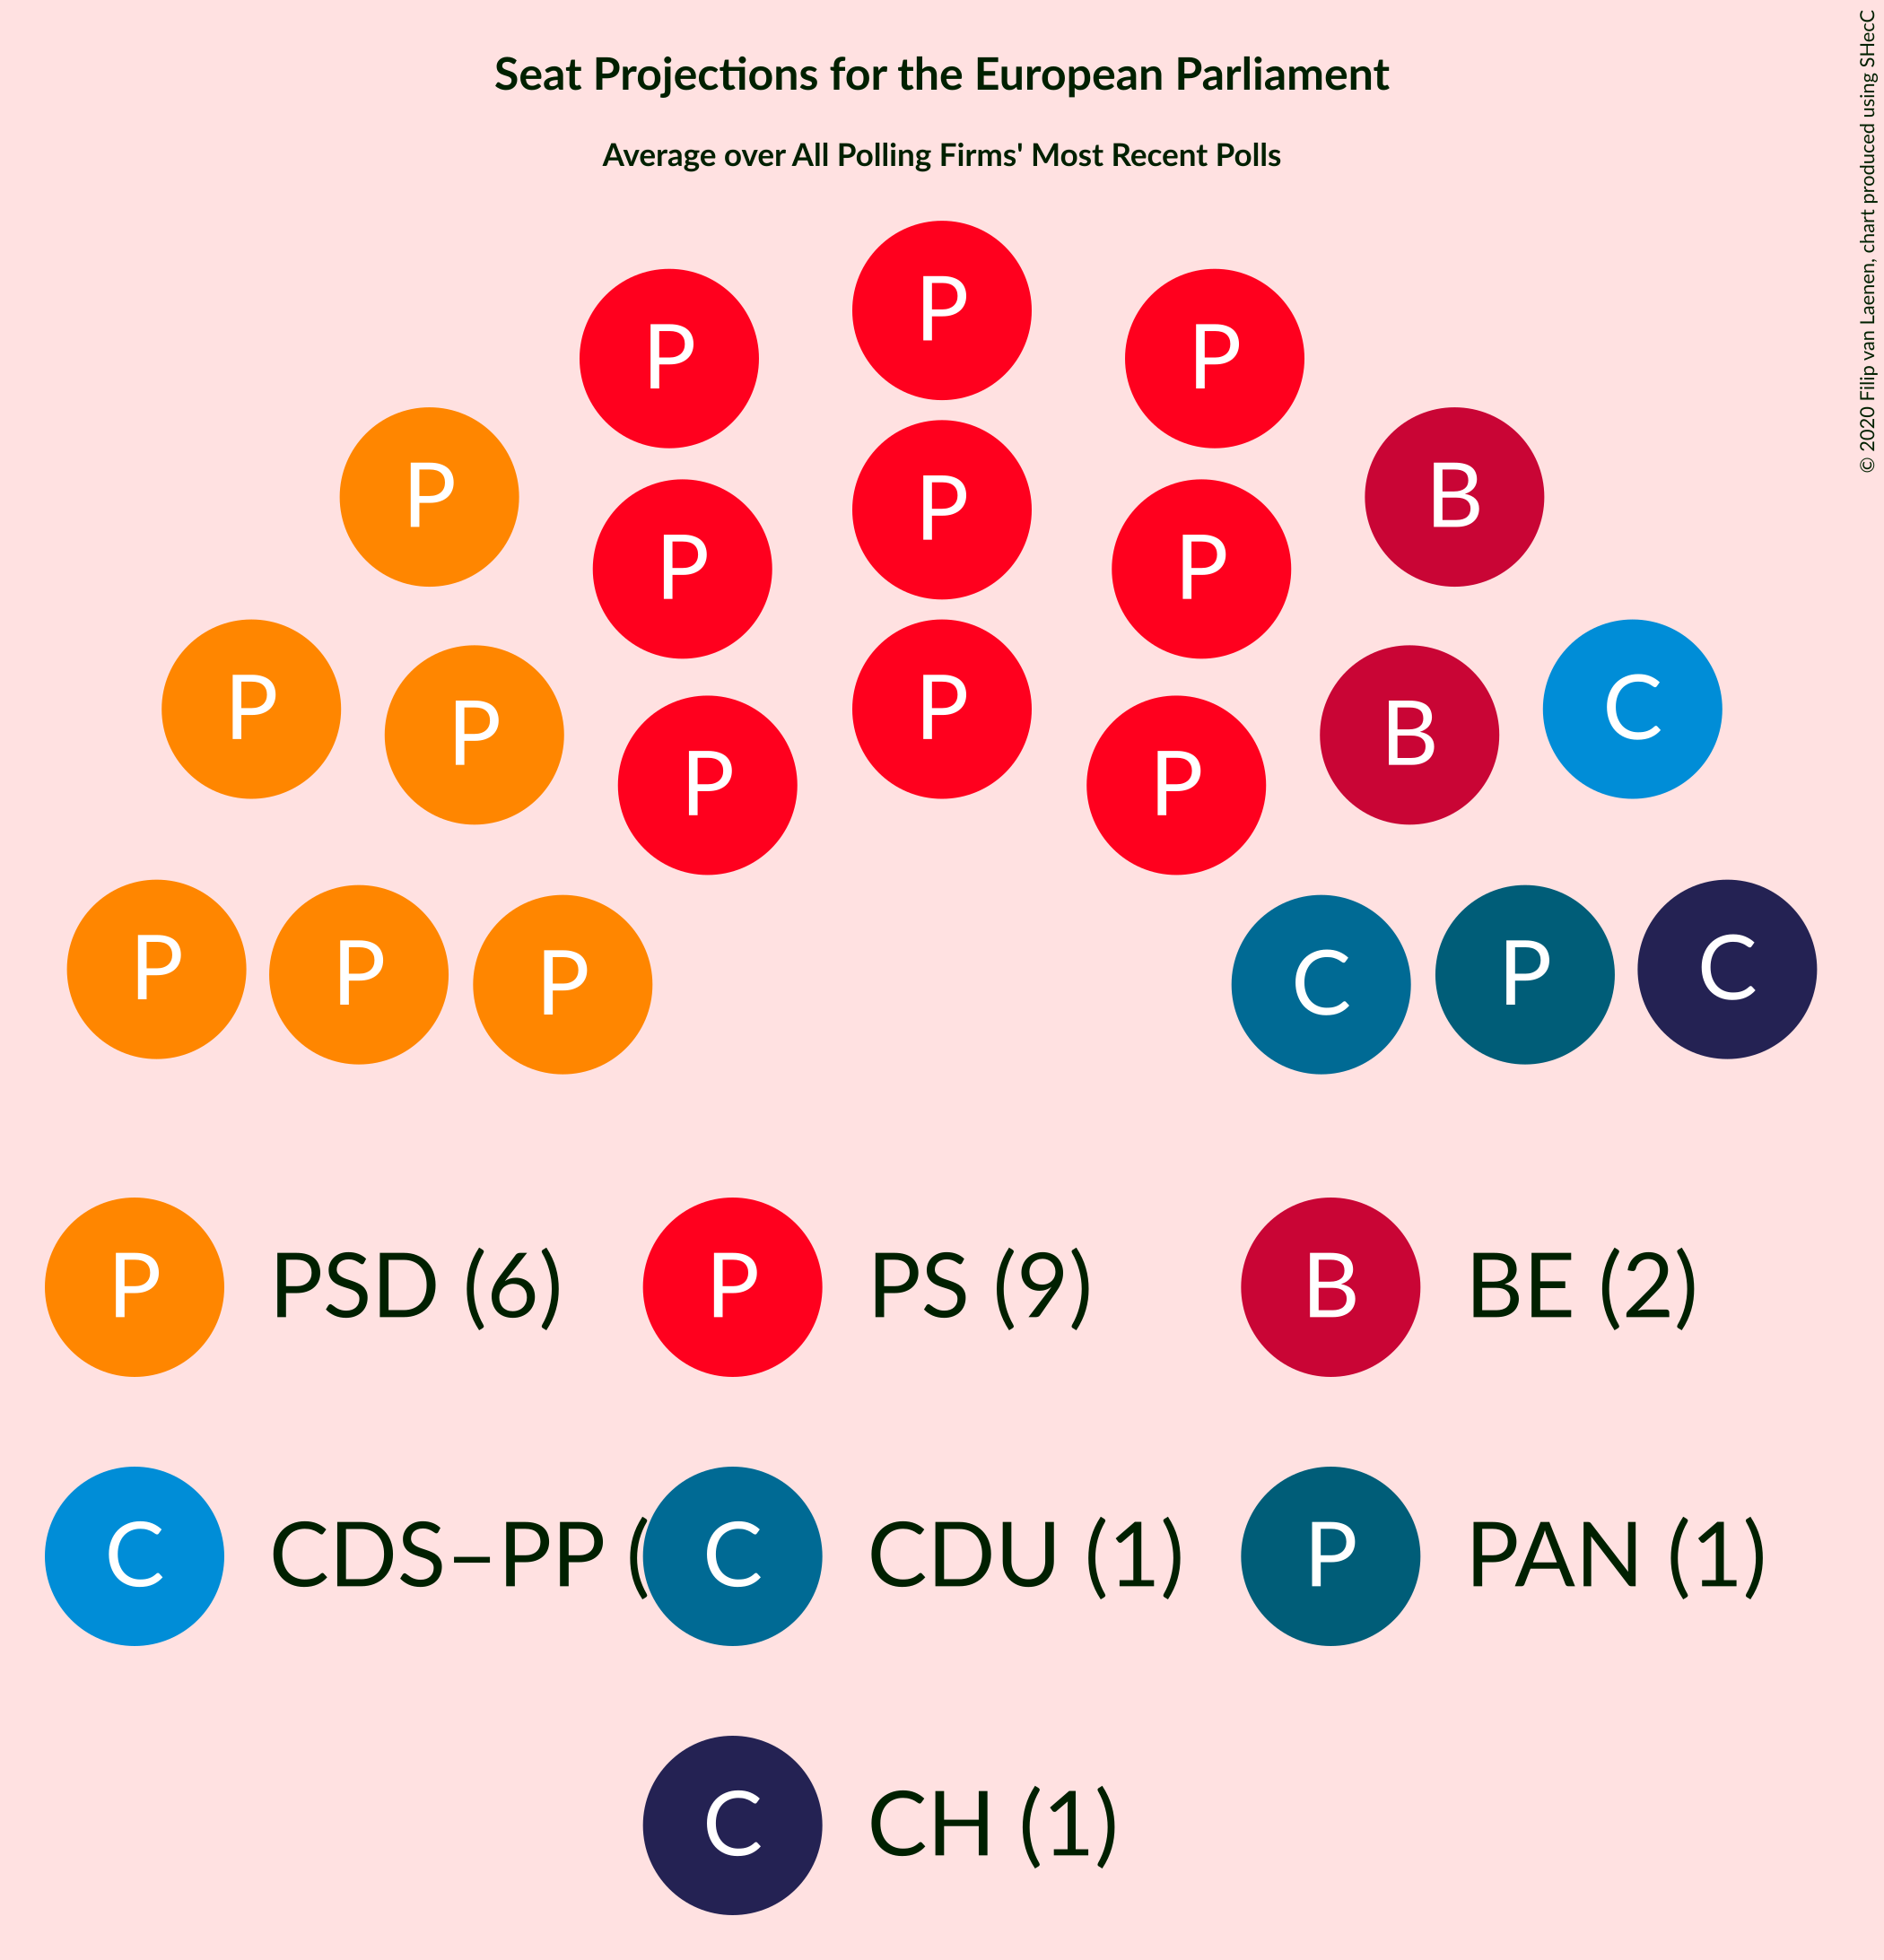 Seat Projections for the European Parliament
Average over All Polling Firms' Most Recent Polls
© 2020 Filip van Laenen, chart produced using SHecC
P
P P
P B
P
P P
P P C
P P B
P P
P P C
P P C
P PSD (6) P PS (9) B BE (2)
C CDS–PP ( C CDU (1) P PAN (1)
C CH (1)